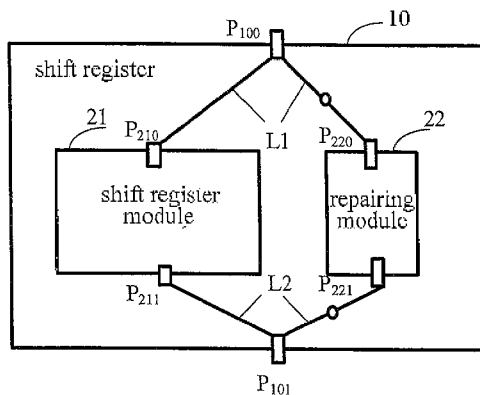 P100
10
shift register
21
P210
L1
P220
22
shift register
module
repairing
module
P211
L2
P221
P101